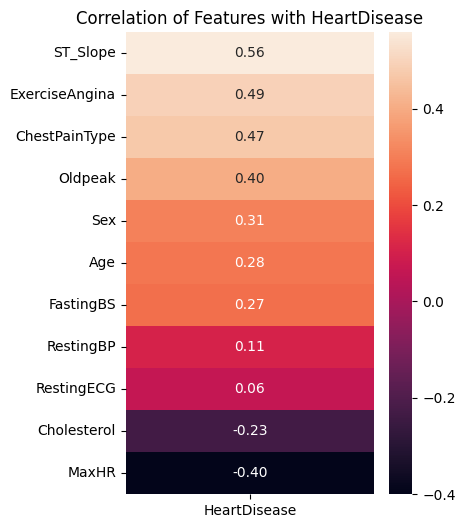 Correlation of Features with HeartDisease
ST_Slope 0.56
ExerciseAngina 0.49
ChestPainType 0.47
Oldpeak 0.40
Sex 0.31
Age 0.28
FastingBS 0.27
RestingBP 0.11
RestingECG 0.06
Cholesterol -0.23
MaxHR -0.40
HeartDisease
0.4
0.2
0.0
−0.2
−0.4